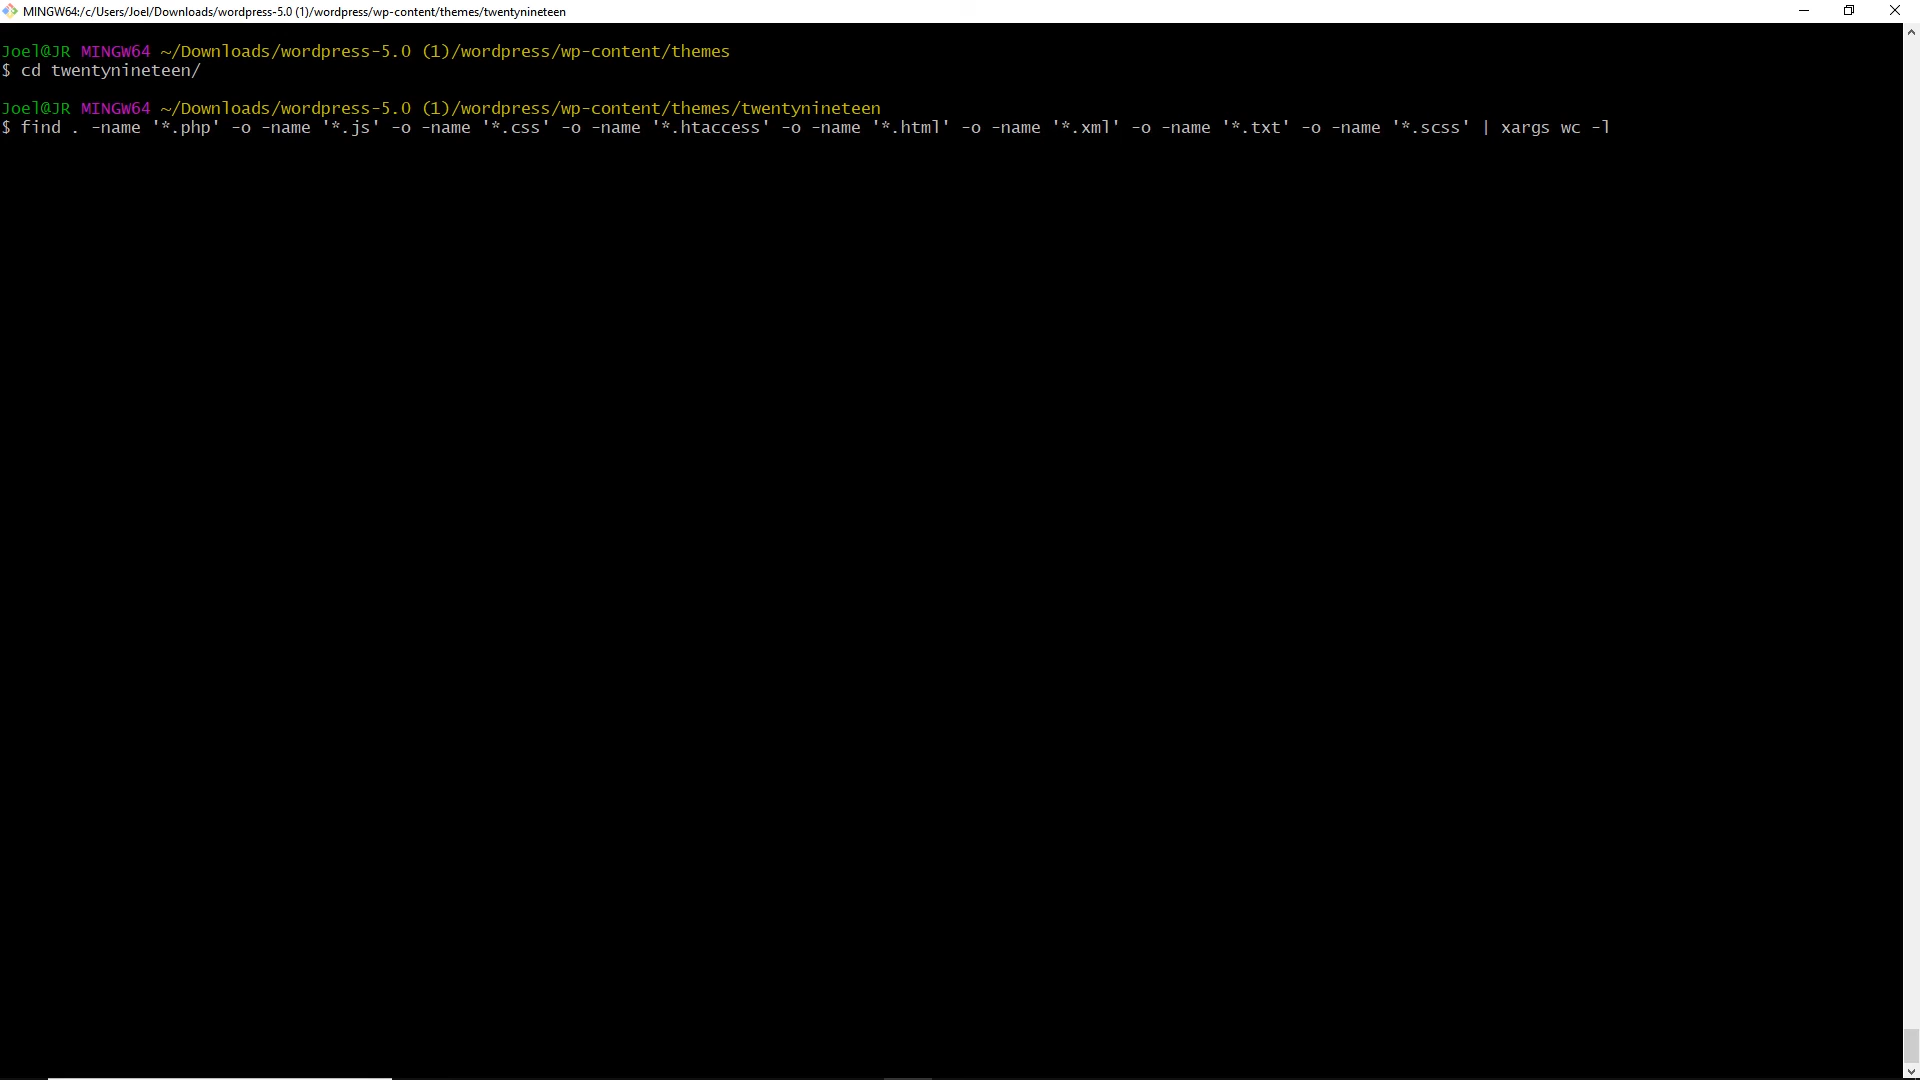 MINGW64:/c/Users/Joel/Downloads/wordpress-5.0 (1)/wordpress/wp-content/themes/twentynineteen
Joel@JR MINGW64 ~/Downloads/wordpress-5.0 (1)/wordpress/wp-content/themes
$ cd twentynineteen/
Joel@JR MINGW64 ~/Downloads/wordpress-5.0 (1)/wordpress/wp-content/themes/twentynineteen
$ find . -name '*.php' -o -name '*.js' -o -name '*.css' -o -name '*.htaccess' -o -name '*.html' -o -name '*.xml' -o -name '*.txt' -o -name '*.scss' | xargs wc -l